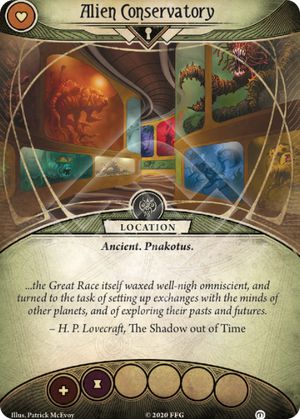 Alien Conservatory
LOCATION
Ancient. Pnakotus.
...the Great Race itself waxed well-nigh omniscient, and
turned to the task of setting up exchanges with the minds of
other planets, and of exploring their pasts and futures.
– H. P. Lovecraft, The Shadow out of Time
Illus. Patrick McEvoy
© 2020 FFG